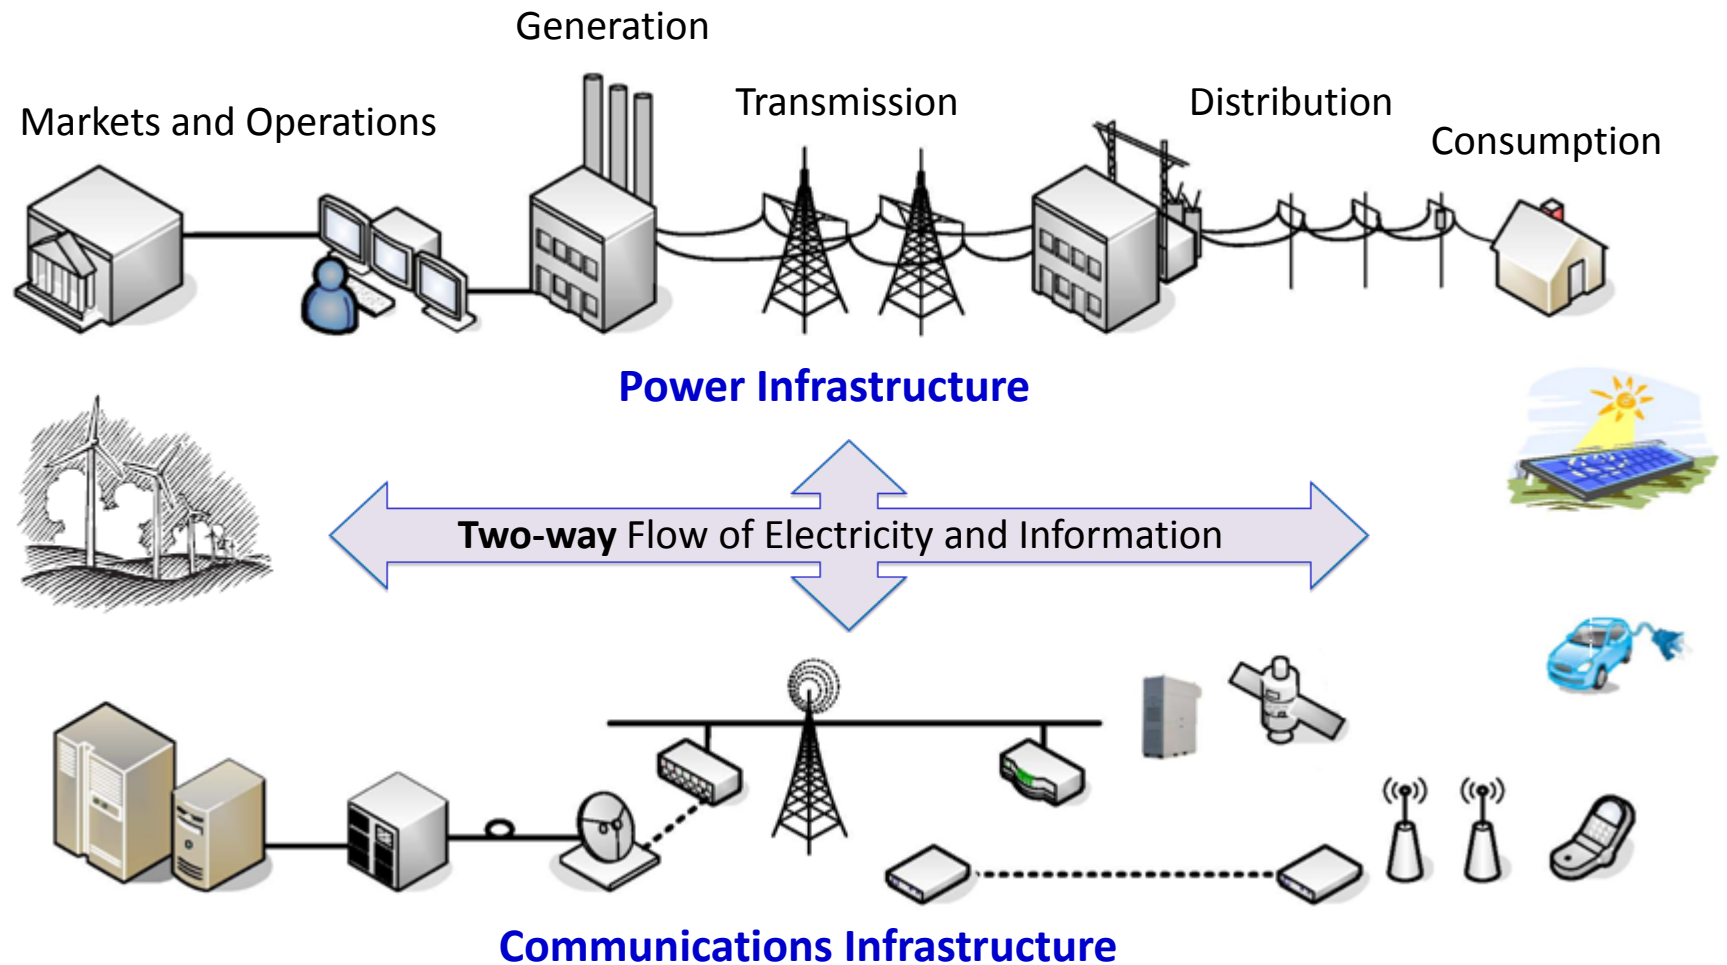 Generation
Markets and Operations
Transmission
Distribution
Consumption
Power Infrastructure
Two-way Flow of Electricity and Information
Communications Infrastructure